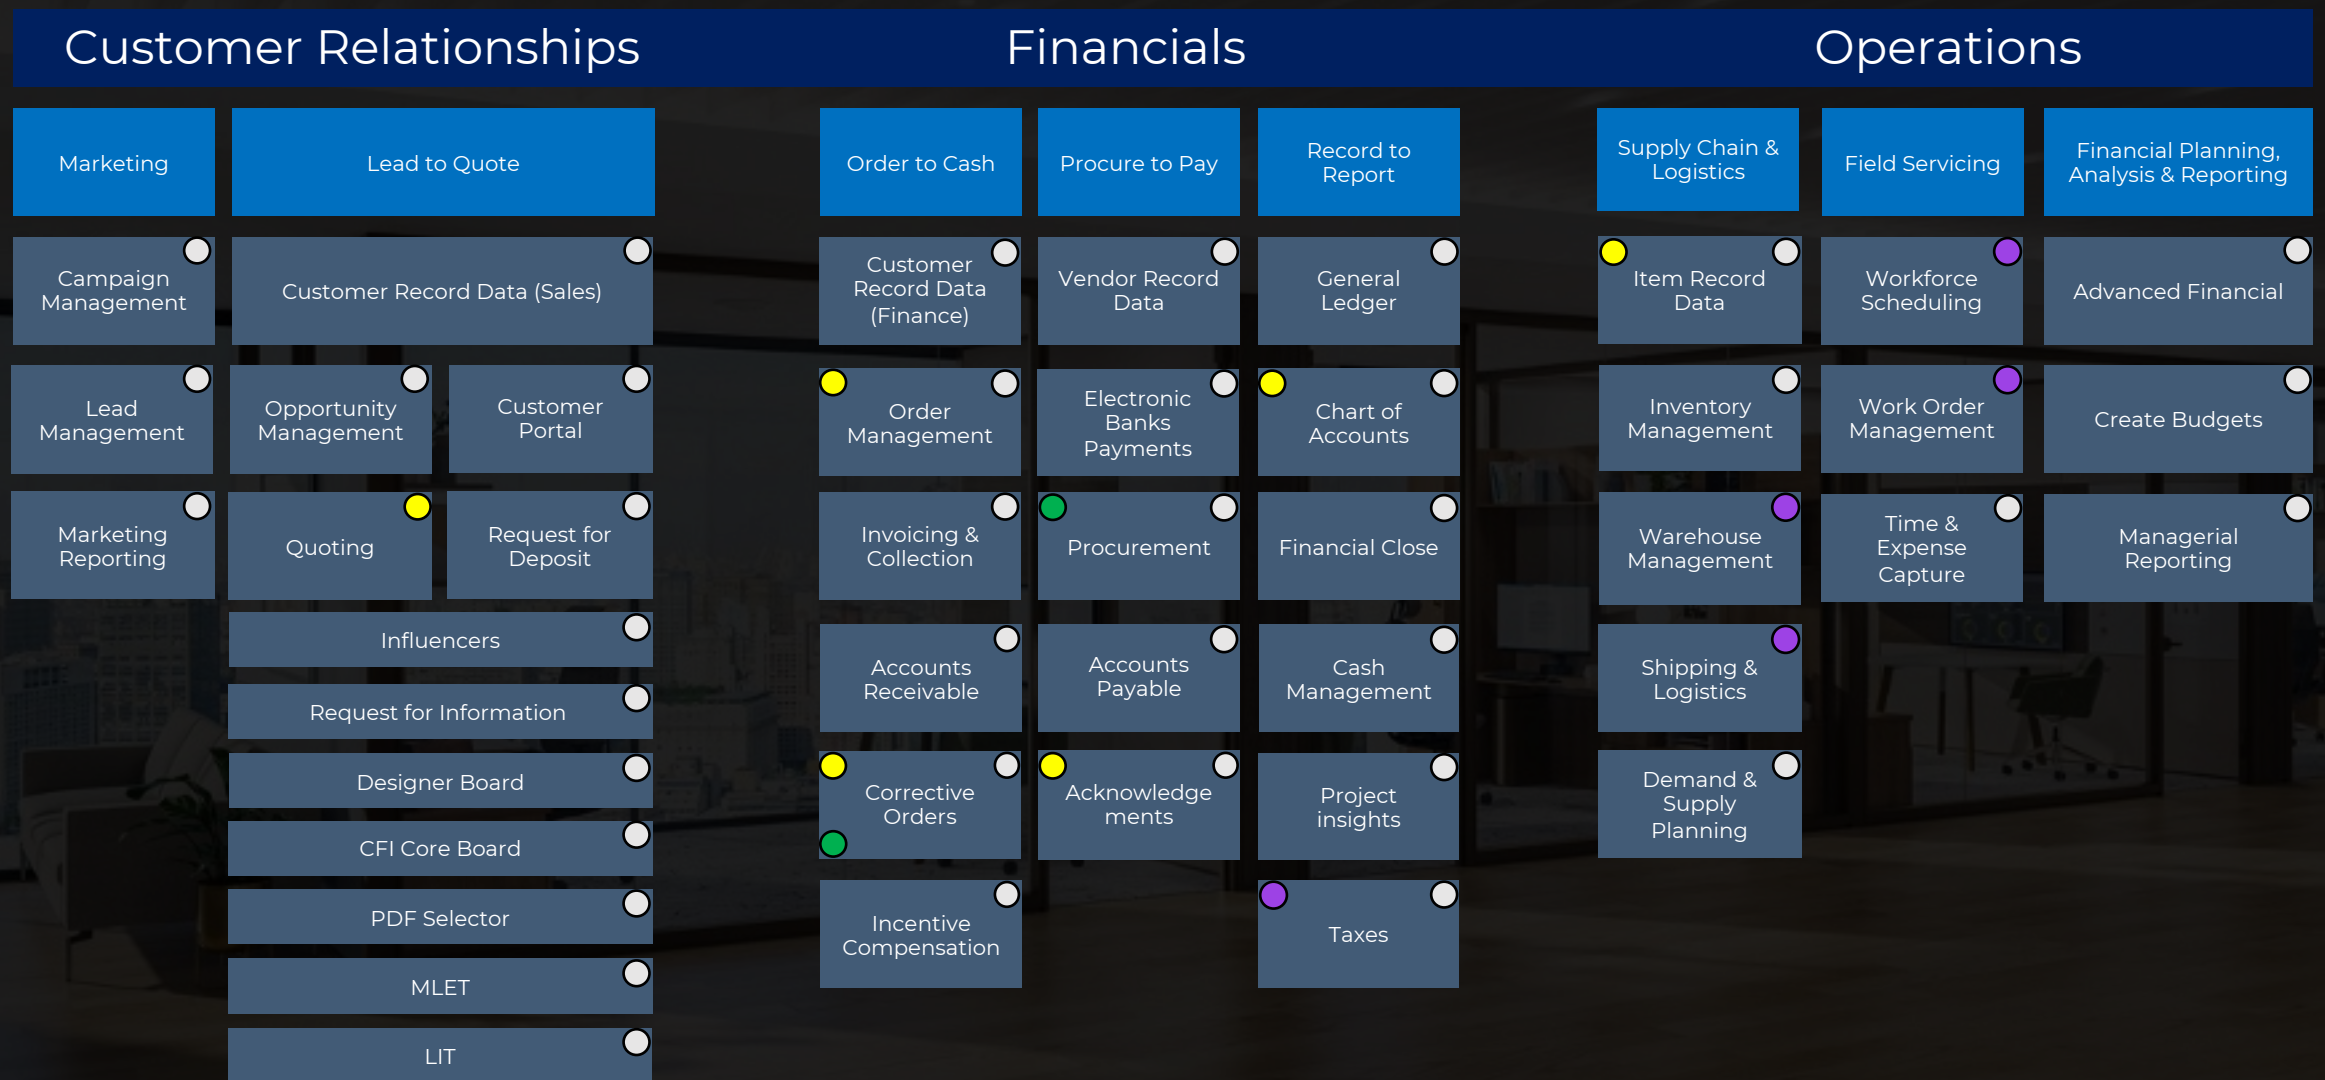 Customer Relationships
Financials
Operations
Marketing
Lead to Quote
Order to Cash
Procure to Pay
Record to
Report
Supply Chain &
Logistics
Field Servicing
Financial Planning,
Analysis & Reporting
Campaign
Management
Customer Record Data (Sales)
Customer
Record Data
(Finance)
Vendor Record
Data
General
Ledger
Item Record
Data
Workforce
Scheduling
Advanced Financial
Lead
Management
Opportunity
Management
Customer
Portal
Order
Management
Electronic
Banks
Payments
Chart of
Accounts
Inventory
Management
Work Order
Management
Create Budgets
Marketing
Reporting
Quoting
Request for
Deposit
Invoicing &
Collection
Procurement
Financial Close
Warehouse
Management
Time &
Expense
Capture
Managerial
Reporting
Influencers
Accounts
Receivable
Accounts
Payable
Cash
Management
Shipping &
Logistics
Request for Information
Designer Board
Corrective
Orders
Acknowledge
ments
Project
insights
Demand &
Supply
Planning
CFI Core Board
PDF Selector
Incentive
Compensation
Taxes
MLET
LIT